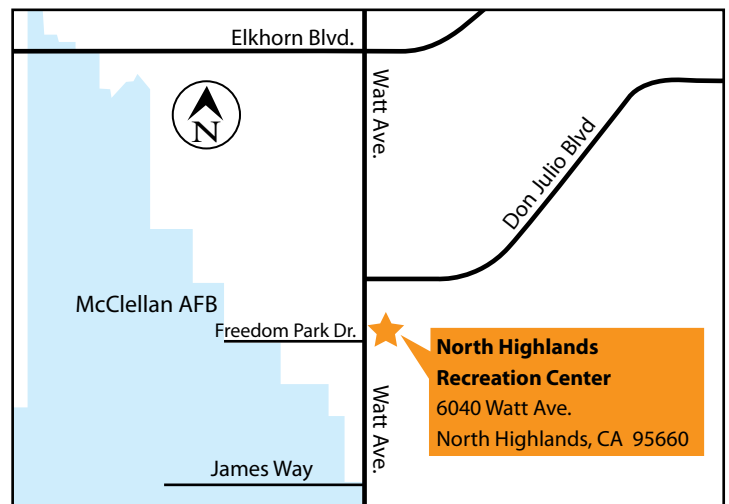 Elkhorn Blvd.
Watt Ave.
N
Don Julio Blvd
McClellan AFB
Freedom Park Dr.
North Highlands
Recreation Center
6040 Watt Ave.
North Highlands, CA 95660
Watt Ave.
James Way